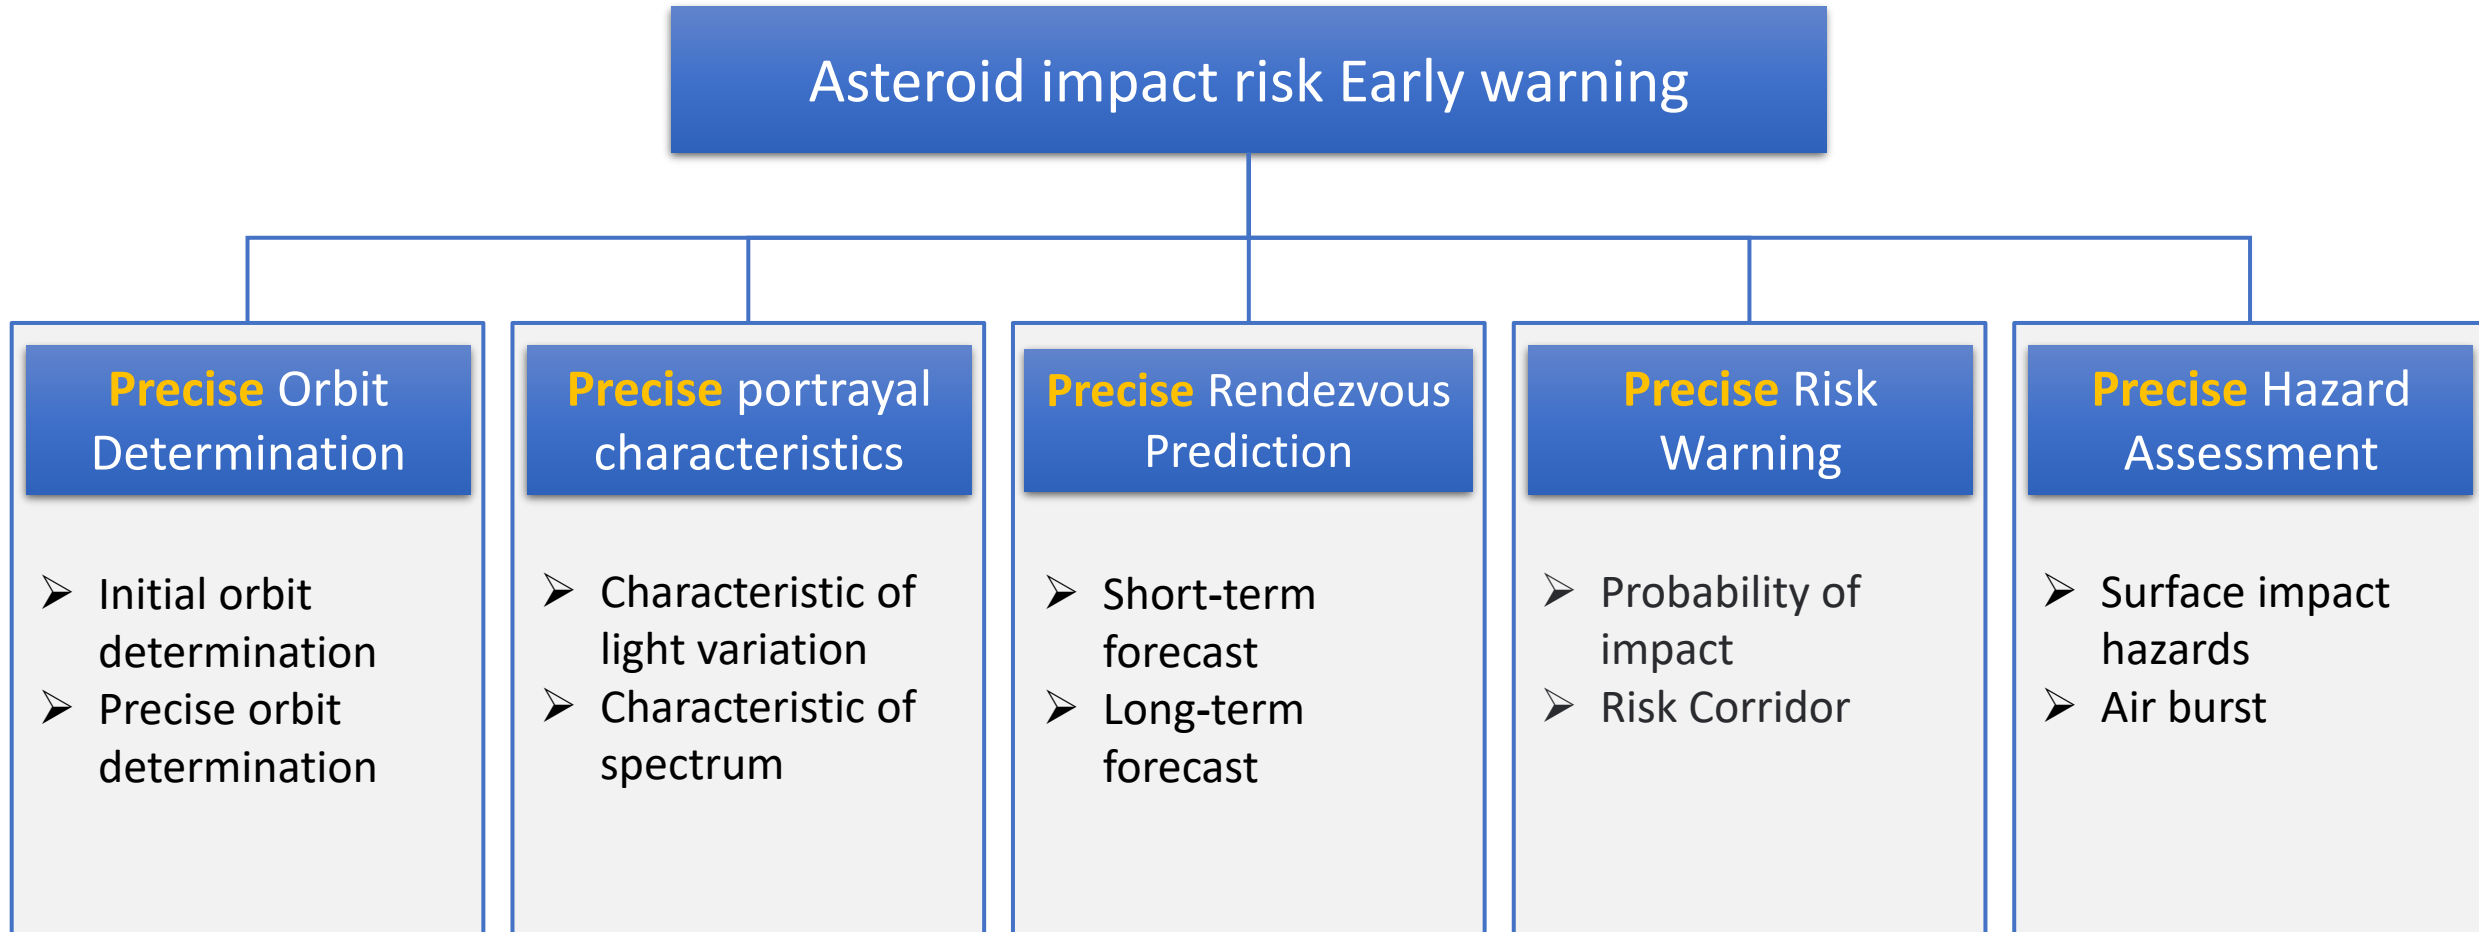 Asteroid impact risk Early warning
Precise Orbit
Determination
➢ Initial orbit
determination
➢ Precise orbit
determination
Precise portrayal
characteristics
➢ Characteristic of
light variation
➢ Characteristic of
spectrum
Precise Rendezvous
Prediction
➢ Short-term
forecast
➢ Long-term
forecast
Precise Risk
Warning
➢ Probability of
impact
➢ Risk Corridor
Precise Hazard
Assessment
➢ Surface impact
hazards
➢ Air burst